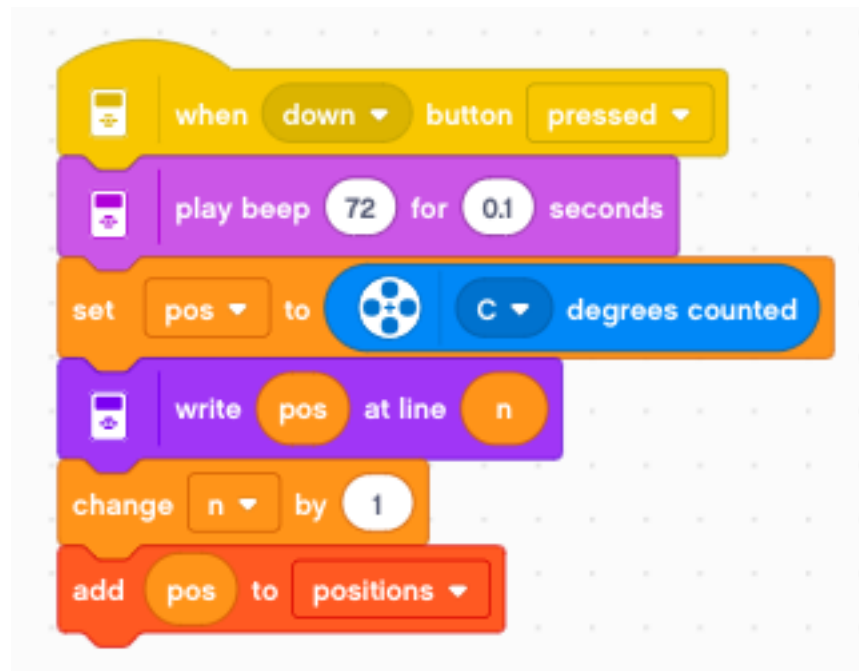 when down button pressed
play beep 72 for 0.1 seconds
set pos to C degrees counted
write pos at line n
change n by 1
add pos to positions